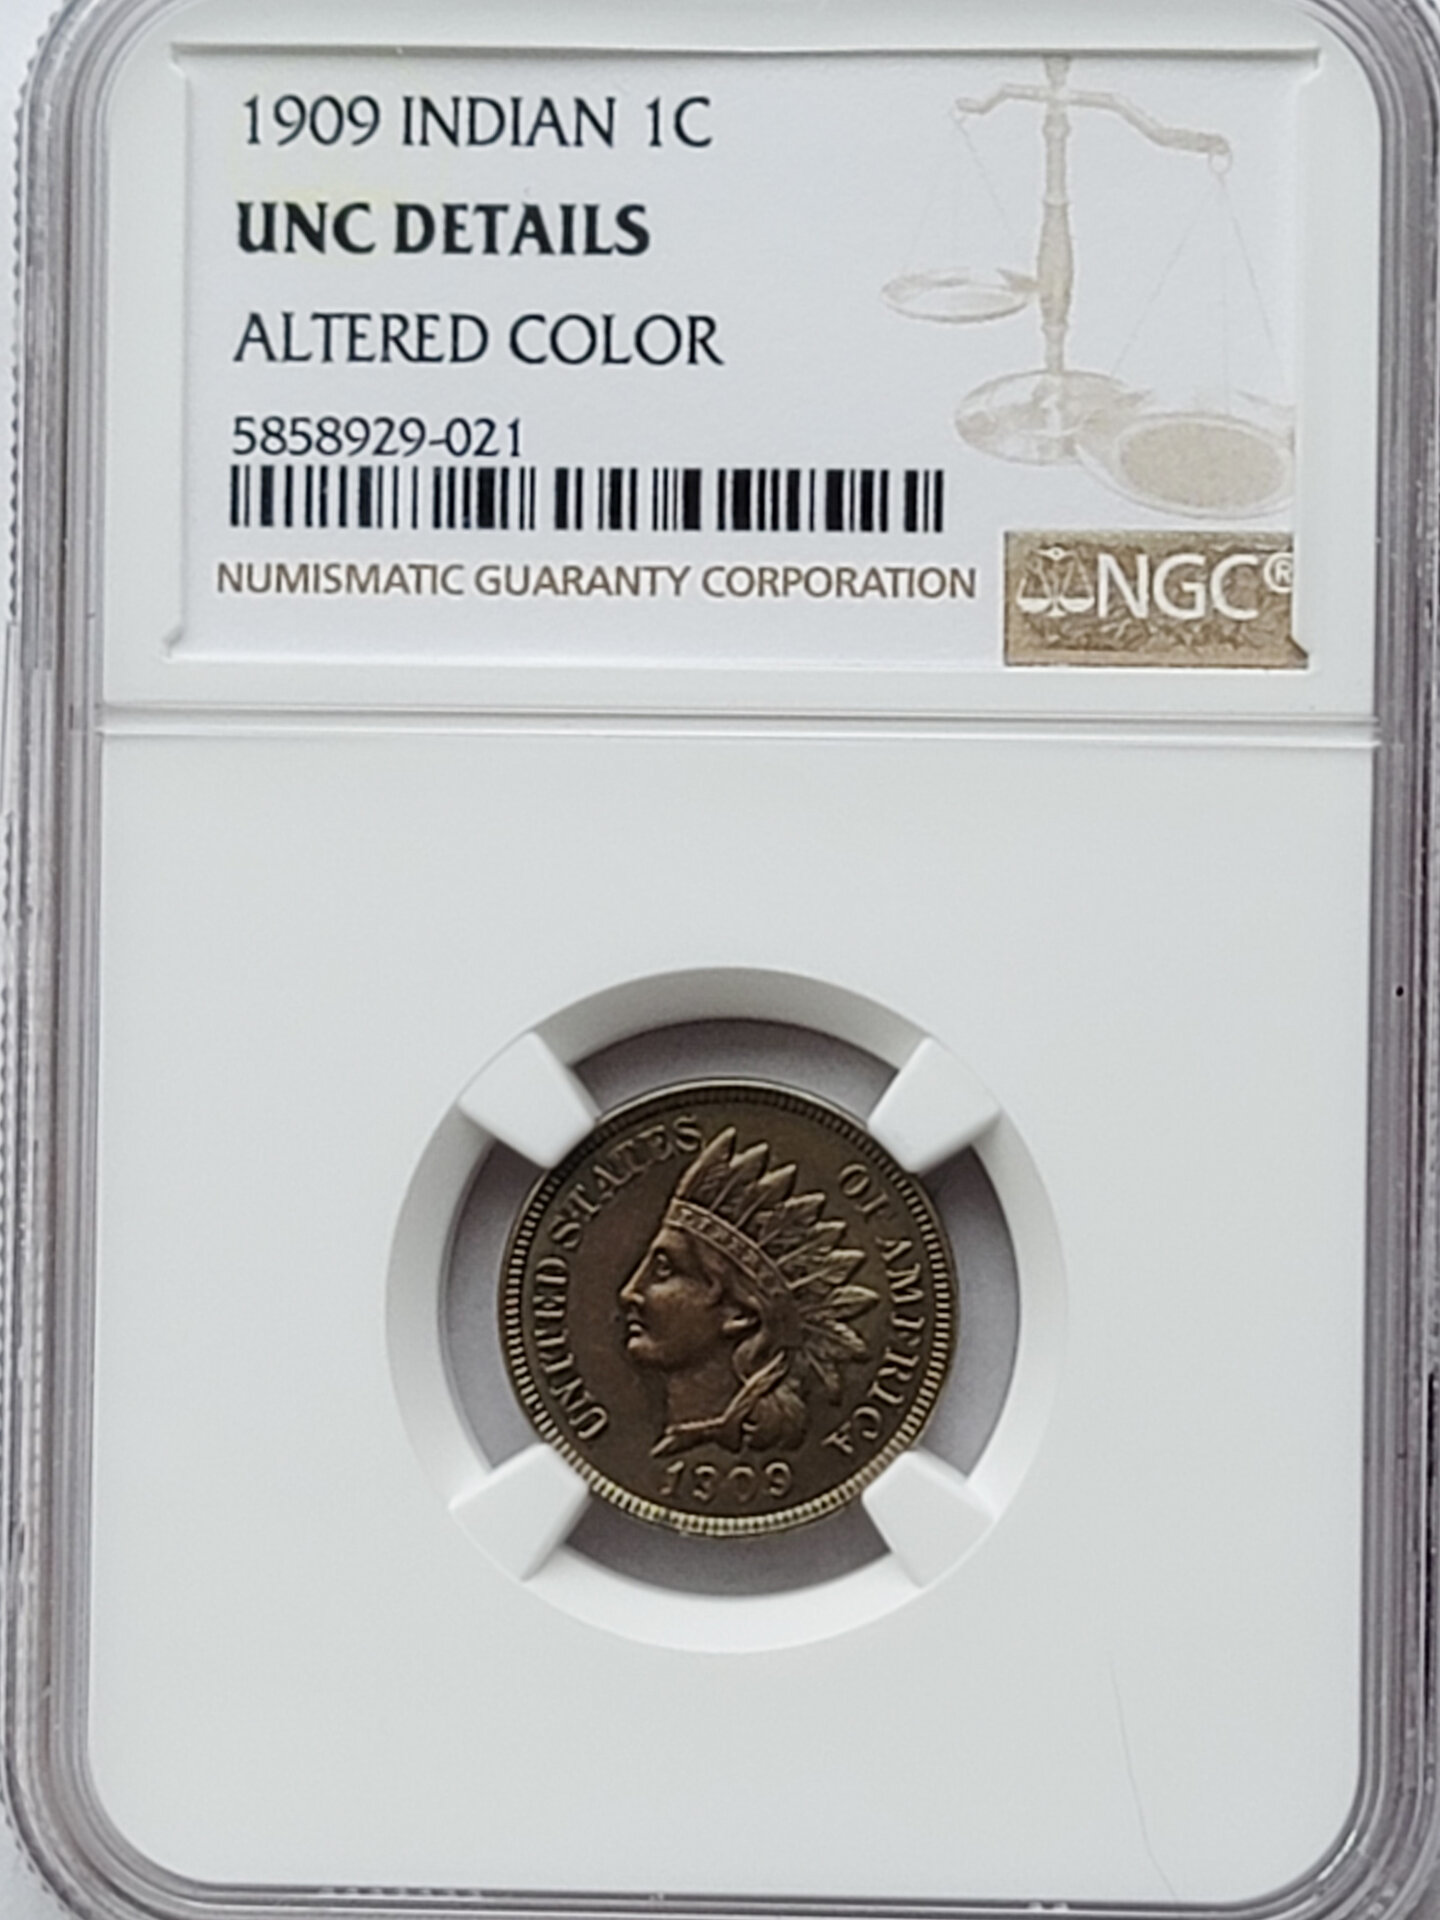 1909 INDIAN 1C
UNC DETAILS
ALTERED COLOR
5858929-021
NUMISMATIC GUARANTY CORPORATION
NGC®
UNITED STATES OF AMERICA
1909